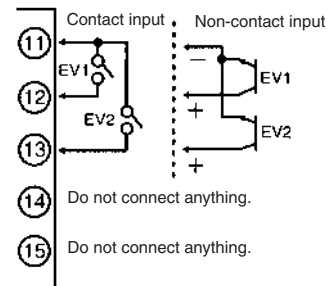 Contact input
Non-contact input
11
−
EV1
EV1
12
+
EV2
EV2
13
+
14 Do not connect anything.
15 Do not connect anything.